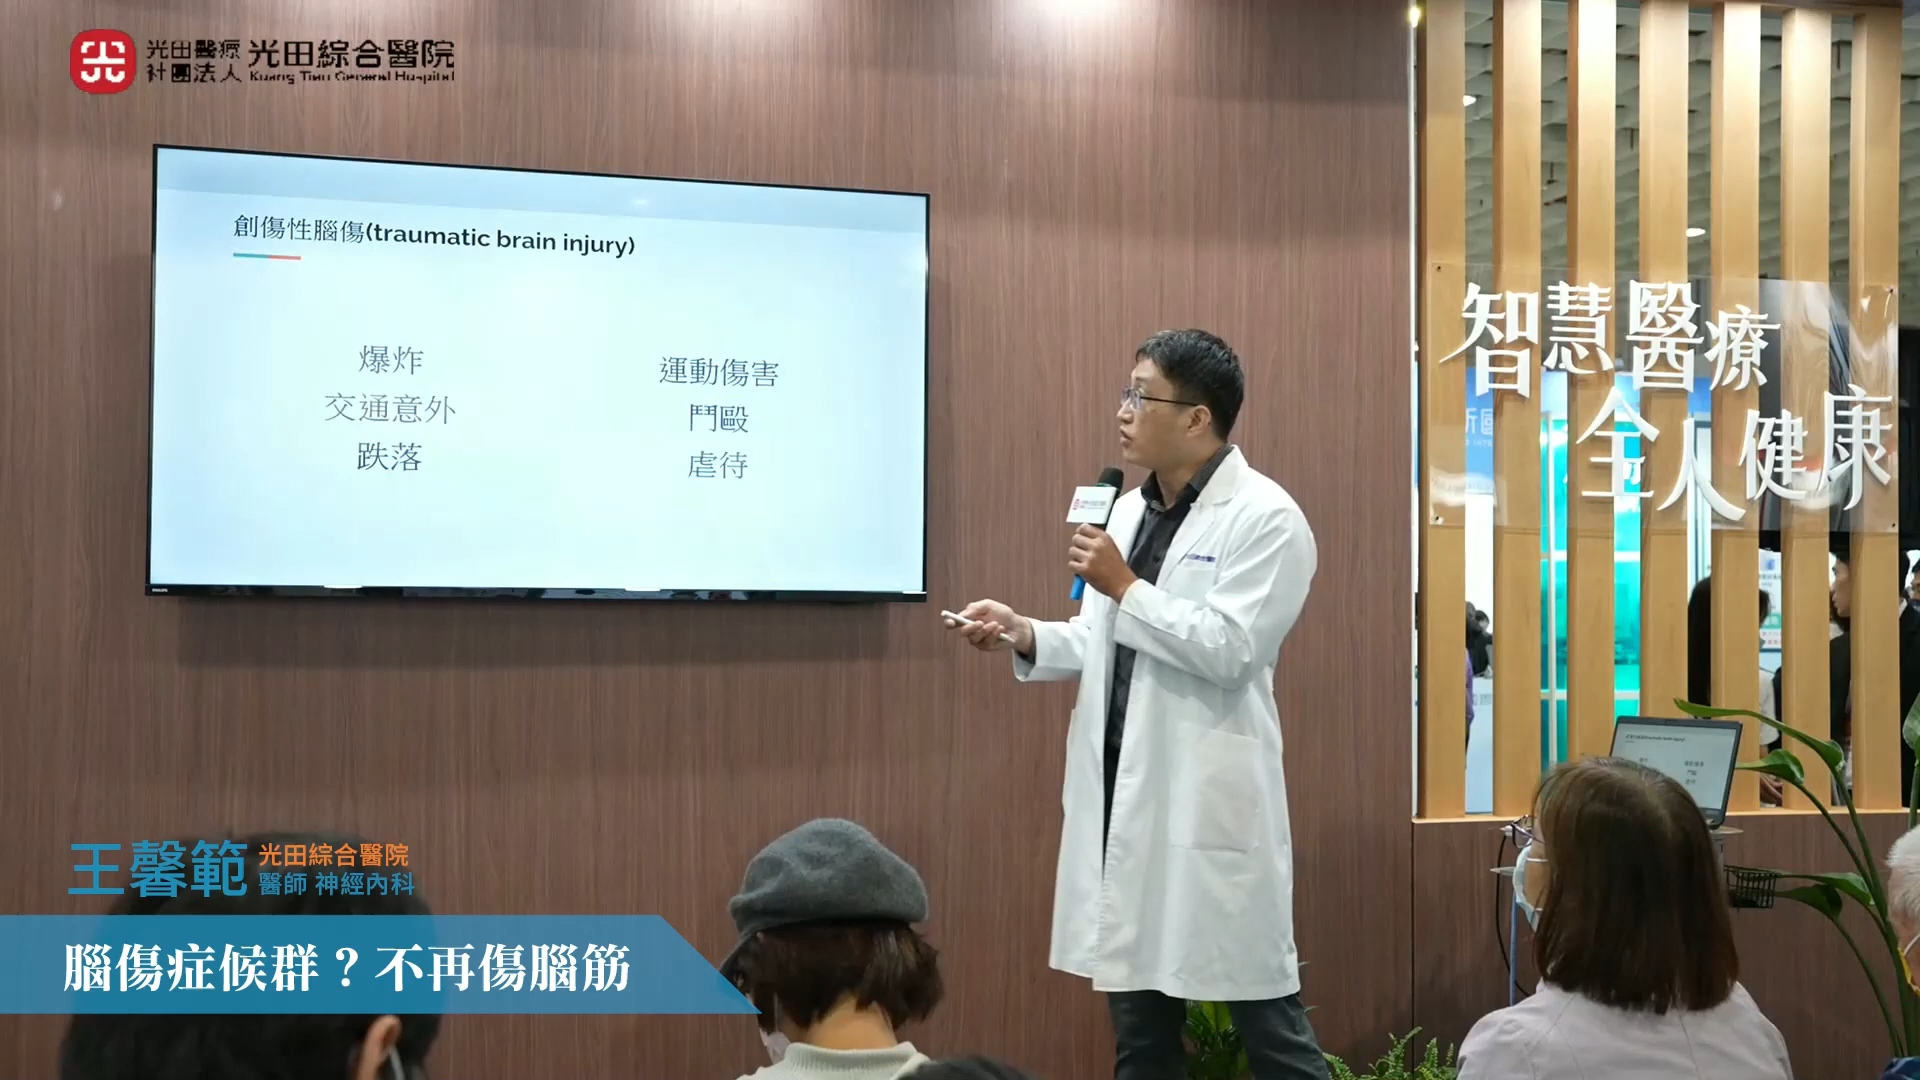 光田醫療
社團法人
光田綜合醫院
Kuang Tien General Hospital
創傷性腦傷(traumatic brain injury)
爆炸
交通意外
跌落
運動傷害
鬥毆
虐待
智慧醫療
全人健康
王馨範
光田綜合醫院
醫師 神經內科
腦傷症候群？不再傷腦筋